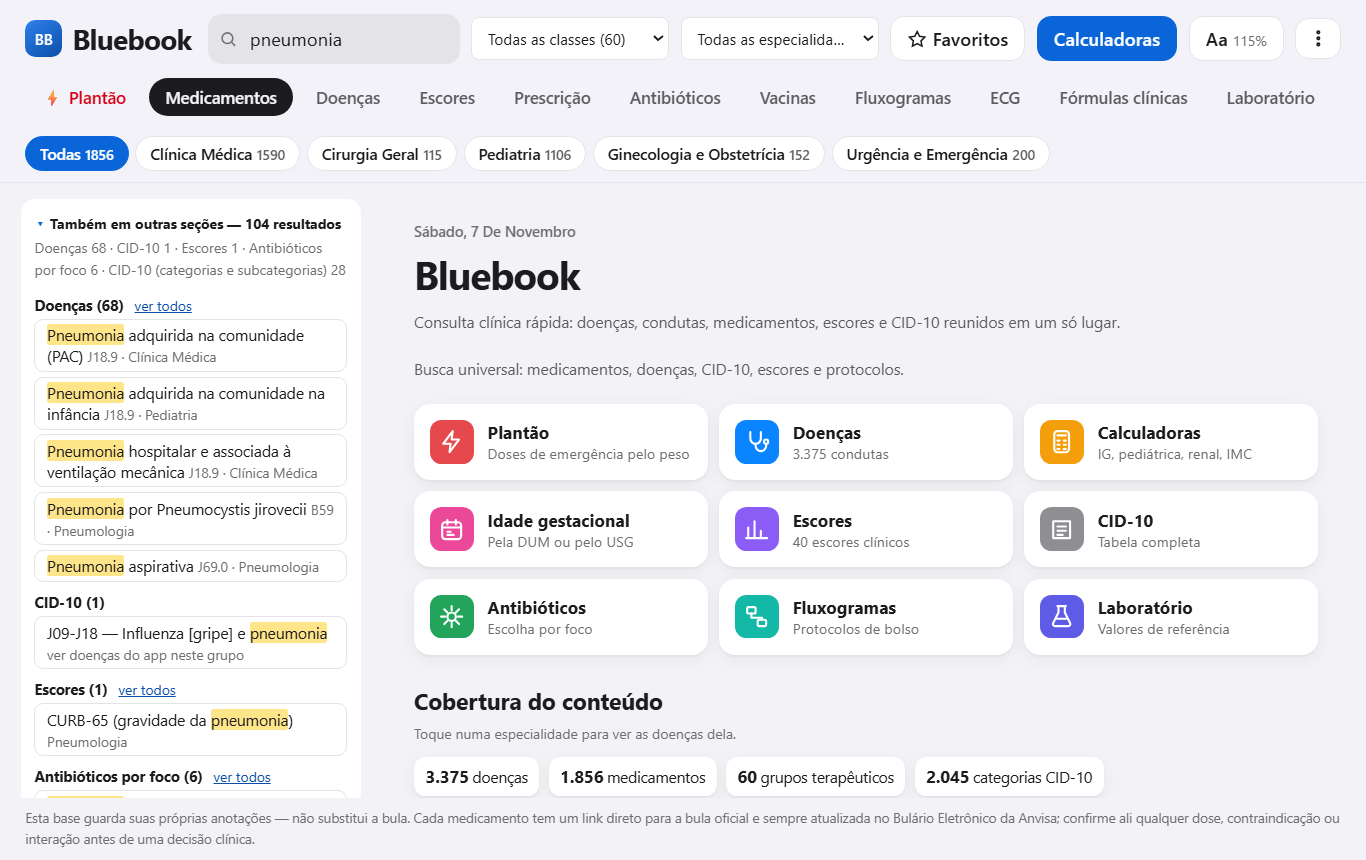 BB Bluebook pneumonia Todas as classes (60) Todas as especialida... Favoritos Calculadoras Aa 115%
Plantão Medicamentos Doenças Escores Prescrição Antibióticos Vacinas Fluxogramas ECG Fórmulas clínicas Laboratório
Todas 1856 Clínica Médica 1590 Cirurgia Geral 115 Pediatria 1106 Ginecologia e Obstetrícia 152 Urgência e Emergência 200
Também em outras seções — 104 resultados
Doenças 68 · CID-10 1 · Escores 1 · Antibióticos
por foco 6 · CID-10 (categorias e subcategorias) 28
Doenças (68) ver todos
Pneumonia adquirida na comunidade
(PAC) J18.9 · Clínica Médica
Pneumonia adquirida na comunidade na
infância J18.9 · Pediatria
Pneumonia hospitalar e associada à
ventilação mecânica J18.9 · Clínica Médica
Pneumonia por Pneumocystis jirovecii B59
· Pneumologia
Pneumonia aspirativa J69.0 · Pneumologia
CID-10 (1)
J09-J18 — Influenza [gripe] e pneumonia
ver doenças do app neste grupo
Escores (1) ver todos
CURB-65 (gravidade da pneumonia)
Pneumologia
Antibióticos por foco (6) ver todos
Sábado, 7 De Novembro
Bluebook
Consulta clínica rápida: doenças, condutas, medicamentos, escores e CID-10 reunidos em um só lugar.
Busca universal: medicamentos, doenças, CID-10, escores e protocolos.
Plantão
Doses de emergência pelo peso
Doenças
3.375 condutas
Calculadoras
IG, pediátrica, renal, IMC
Idade gestacional
Pela DUM ou pelo USG
Escores
40 escores clínicos
CID-10
Tabela completa
Antibióticos
Escolha por foco
Fluxogramas
Protocolos de bolso
Laboratório
Valores de referência
Cobertura do conteúdo
Toque numa especialidade para ver as doenças dela.
3.375 doenças 1.856 medicamentos 60 grupos terapêuticos 2.045 categorias CID-10
Esta base guarda suas próprias anotações — não substitui a bula. Cada medicamento tem um link direto para a bula oficial e sempre atualizada no Bulário Eletrônico da Anvisa; confirme ali qualquer dose, contraindicação ou
interação antes de uma decisão clínica.